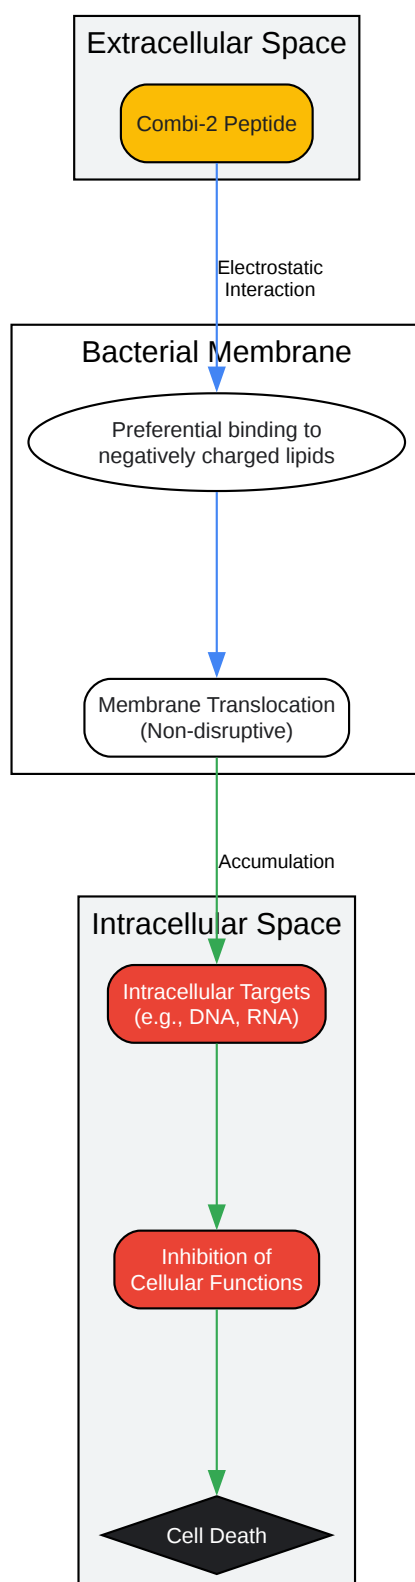 Extracellular Space
Combi-2 Peptide
Electrostatic
Interaction
Bacterial Membrane
Preferential binding to
negatively charged lipids
Membrane Translocation
(Non-disruptive)
Accumulation
Intracellular Space
Intracellular Targets
(e.g., DNA, RNA)
Inhibition of
Cellular Functions
Cell Death